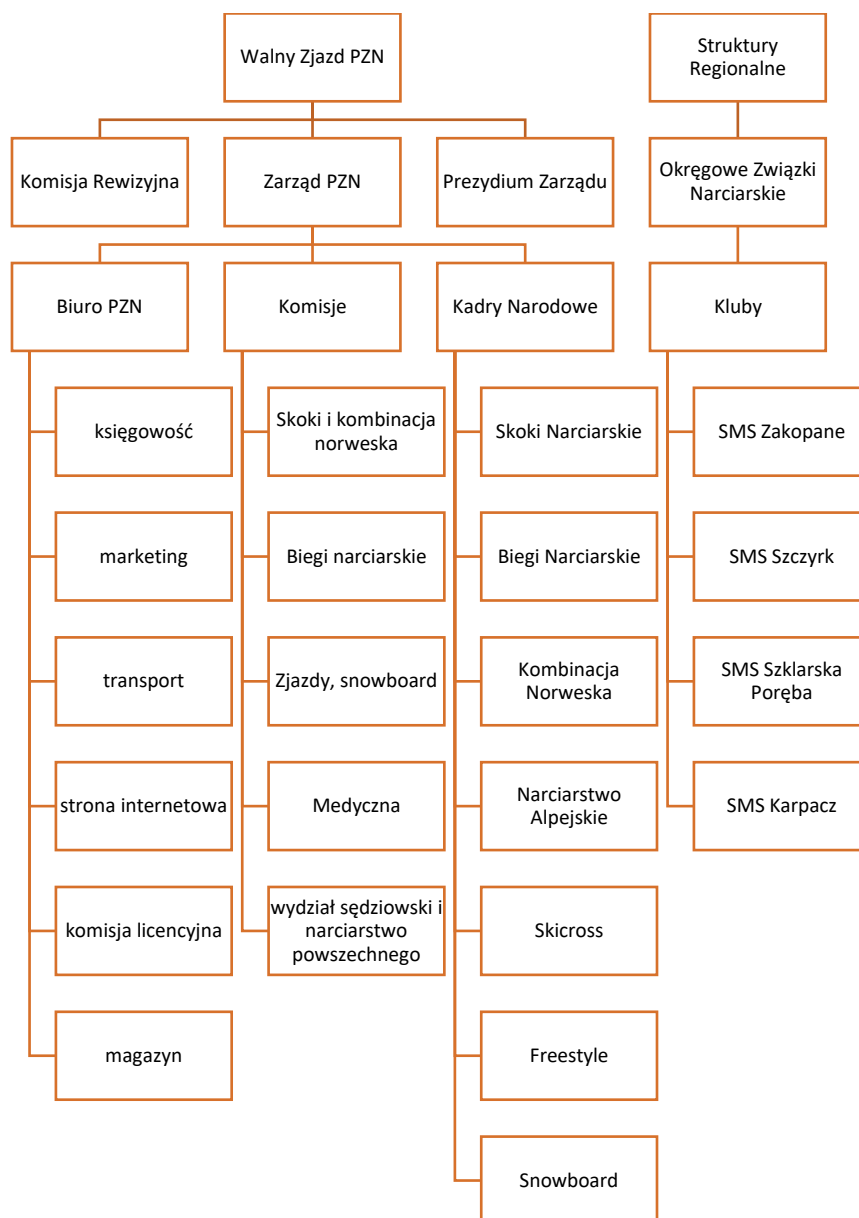 Walny Zjazd PZN
Struktury
Regionalne
Komisja Rewizyjna
Zarząd PZN
Prezydium Zarządu
Okręgowe Związki
Narciarskie
Biuro PZN
Komisje
Kadry Narodowe
Kluby
księgowość
Skoki i kombinacja
norweska
Skoki Narciarskie
SMS Zakopane
marketing
Biegi narciarskie
Biegi Narciarskie
SMS Szczyrk
transport
Zjazdy, snowboard
Kombinacja
Norweska
SMS Szklarska
Poręba
strona internetowa
Medyczna
Narciarstwo
Alpejskie
SMS Karpacz
komisja licencyjna
wydział sędziowski i
narciarstwo
powszechnego
Skicross
magazyn
Freestyle
Snowboard